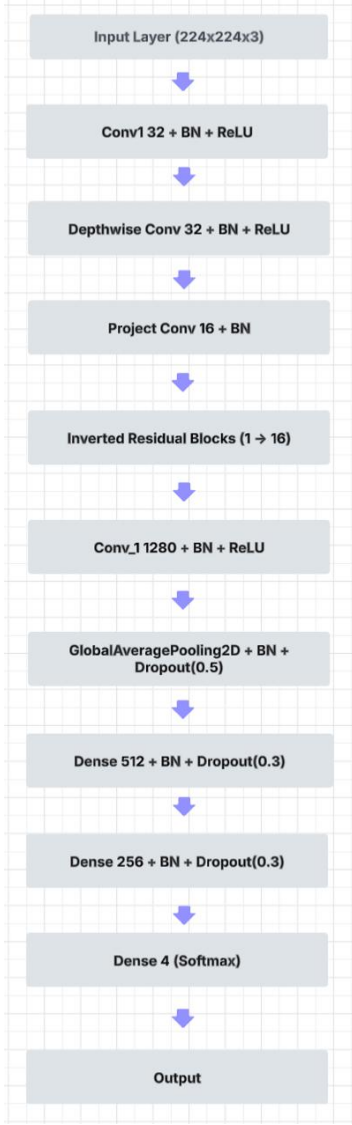 Input Layer (224x224x3)
Conv1 32 + BN + ReLU
Depthwise Conv 32 + BN + ReLU
Project Conv 16 + BN
Inverted Residual Blocks (1 → 16)
Conv_1 1280 + BN + ReLU
GlobalAveragePooling2D + BN +
Dropout(0.5)
Dense 512 + BN + Dropout(0.3)
Dense 256 + BN + Dropout(0.3)
Dense 4 (Softmax)
Output